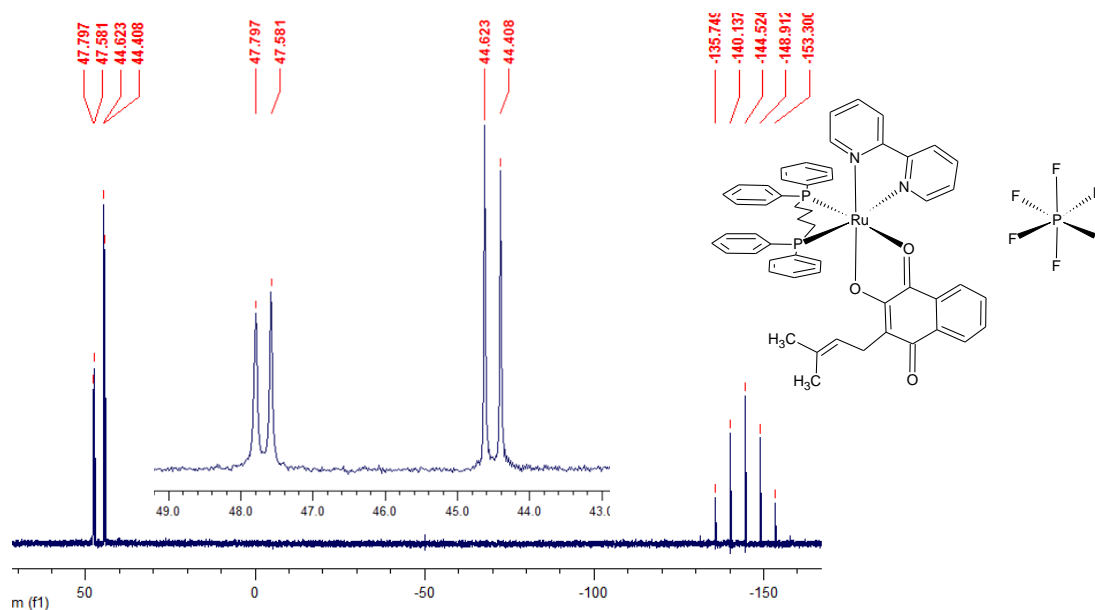 47.797
47.581
44.623
44.408
47.797
47.581
44.623
44.408
-135.749
-140.137
-144.524
-148.912
-153.300
N
N
P
P
Ru
O
O
O
H3C
H3C
F
F
P
F
F
F
49.0 48.0 47.0 46.0 45.0 44.0 43.0
50 0 -50 -100 -150
m (f1)